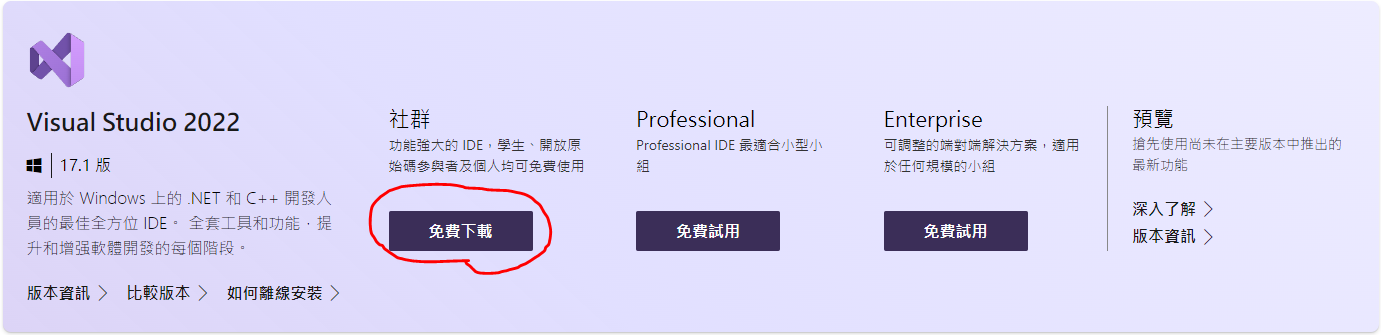 Visual Studio 2022
17.1 版
適用於 Windows 上的 .NET 和 C++ 開發人
員的最佳全方位 IDE。 全套工具和功能，提
升和增强軟體開發的每個階段。
版本資訊
比較版本
如何離線安裝
社群
功能強大的 IDE，學生、開放原
始碼參與者及個人均可免費使用
免費下載
Professional
Professional IDE 最適合小型小
組
免費試用
Enterprise
可調整的端對端解決方案，適用
於任何規模的小組
免費試用
預覽
搶先使用尚未在主要版本中推出的
最新功能
深入了解
版本資訊